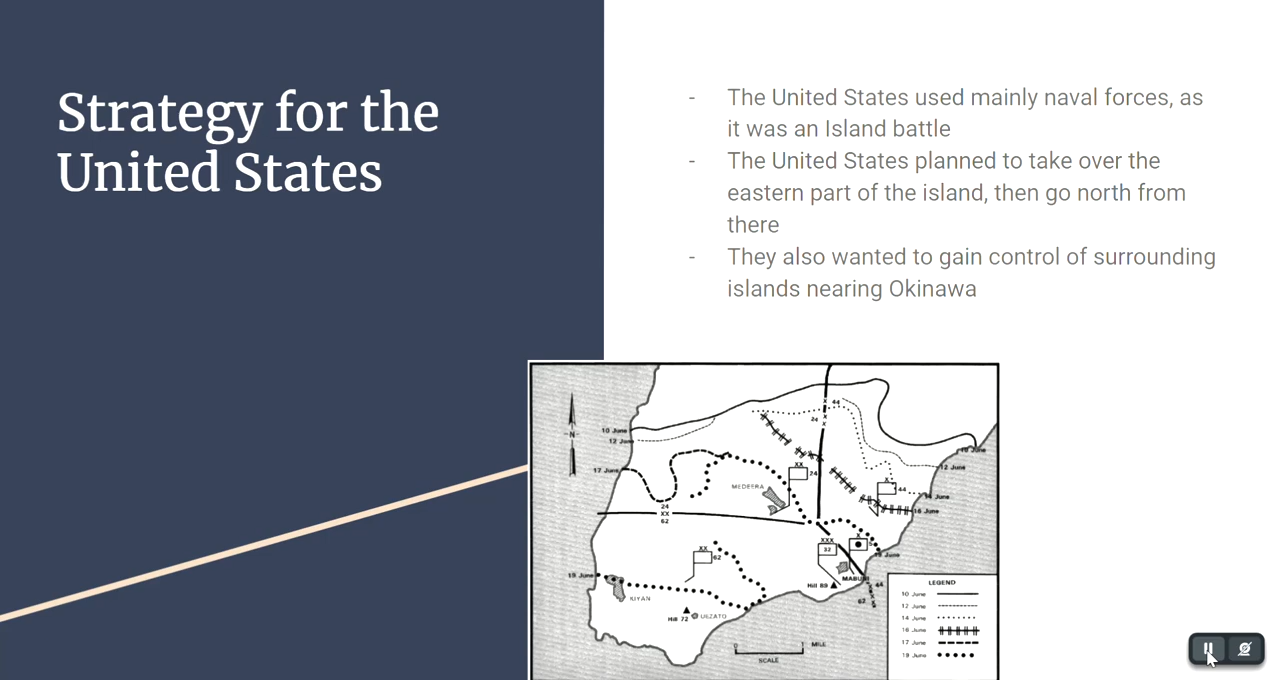 Strategy for the
United States
- The United States used mainly naval forces, as
it was an Island battle
- The United States planned to take over the
eastern part of the island, then go north from
there
- They also wanted to gain control of surrounding
islands nearing Okinawa
10 June
12 June
17 June
19 June
N
24
XX
62
MEDEERA
XX
24
X
44
24
X
44
12 June
16 June
XX
62
XXX
32
KIYAN
Hill 72
UEZATO
Hill 89
MABUNI
44
62
0
1
MILE
SCALE
LEGEND
10 June
12 June
14 June
16 June
17 June
19 June